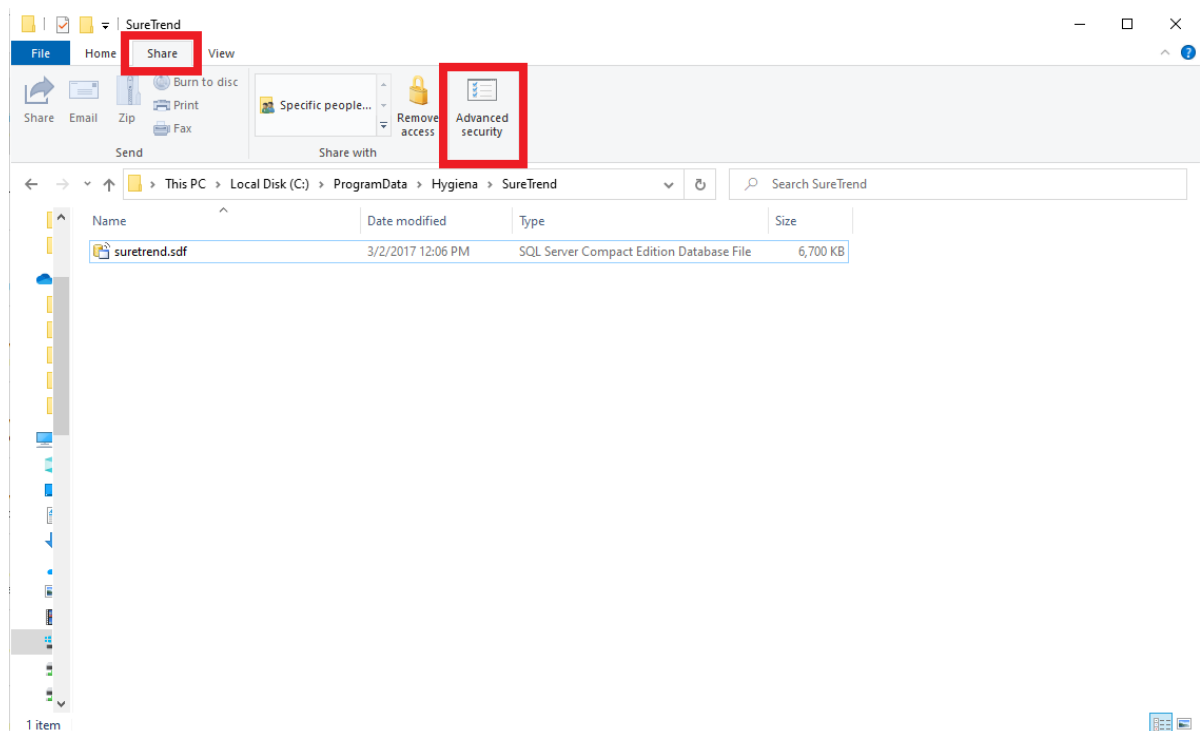 SureTrend
File Home Share View
Share Email Zip Burn to disc Print Fax
Specific people...
Remove access Advanced security
Send Share with
This PC > Local Disk (C:) > ProgramData > Hygiena > SureTrend Search SureTrend
Name Date modified Type Size
suretrend.sdf 3/2/2017 12:06 PM SQL Server Compact Edition Database File 6,700 KB
1 item